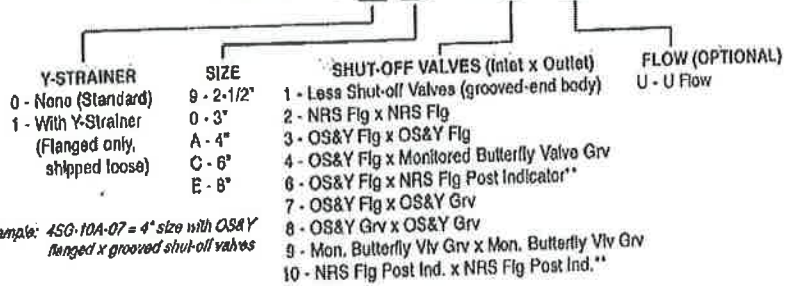 Y-STRAINER
0 - None (Standard)
1 - With Y-Strainer
(Flanged only,
shipped loose)
SIZE
9 - 2-1/2"
0 - 3"
A - 4"
C - 6"
E - 8"
SHUT-OFF VALVES (Inlet x Outlet)
1 - Less Shut-off Valves (grooved-end body)
2 - NRS Flg x NRS Flg
3 - OS&Y Flg x OS&Y Flg
4 - OS&Y Flg x Monitored Butterfly Valve Grv
6 - OS&Y Flg x NRS Flg Post Indicator**
7 - OS&Y Flg x OS&Y Grv
8 - OS&Y Grv x OS&Y Grv
9 - Mon. Butterfly Vlv Grv x Mon. Butterfly Vlv Grv
10 - NRS Flg Post Ind. x NRS Flg Post Ind.**
FLOW (OPTIONAL)
U - U Flow
ample: 4SG-10A-07 = 4" size with OS&Y
flanged x grooved shut-off valves